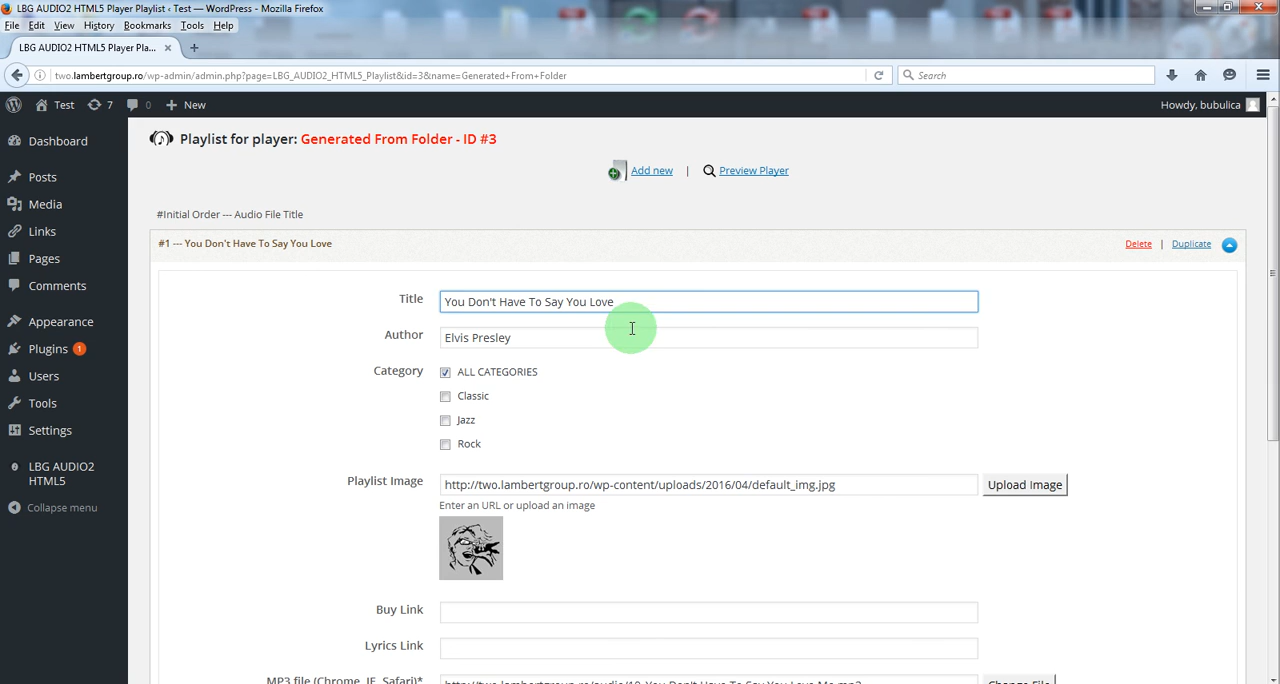 LBG AUDIO2 HTML5 Player Playlist ‹ Test — WordPress - Mozilla Firefox
File Edit View History Bookmarks Tools Help
LBG AUDIO2 HTML5 Player Pla...
two.lambertgroup.ro/wp-admin/admin.php?page=LBG_AUDIO2_HTML5_Playlist&id=3&name=Generated+From+Folder
Search
Test 7 0 New Howdy, bubulica
Dashboard
Posts
Media
Links
Pages
Comments
Appearance
Plugins 1
Users
Tools
Settings
LBG AUDIO2
HTML5
Collapse menu
Playlist for player: Generated From Folder - ID #3
Add new | Preview Player
#Initial Order --- Audio File Title
#1 --- You Don't Have To Say You Love Delete | Duplicate
Title You Don't Have To Say You Love
Author Elvis Presley
Category ALL CATEGORIES
Classic
Jazz
Rock
Playlist Image http://two.lambertgroup.ro/wp-content/uploads/2016/04/default_img.jpg Upload Image
Enter an URL or upload an image
Buy Link
Lyrics Link
MP3 file (Chrome, IE, Safari)* http://two.lambertgroup.ro/audio/10-You Don't Have To Say You Love Me.mp3 Change File